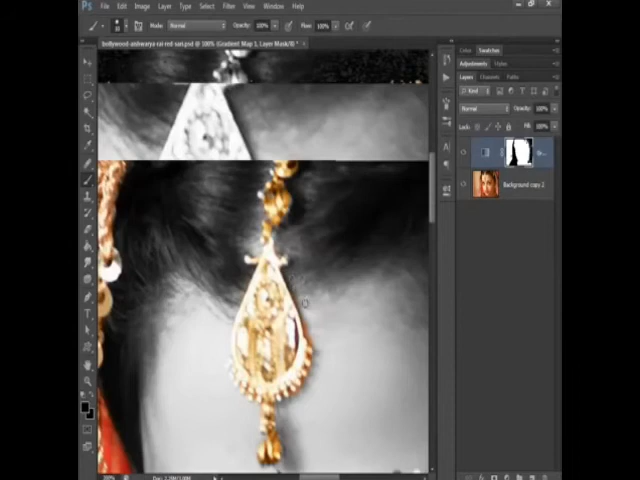 Ps File Edit Image Layer Type Select Filter View Window Help
Mode: Normal Opacity: 100% Flow: 100%
bollywood-aishwarya-rai-red-sari.psd @ 100% (Gradient Map 1, Layer Mask/8) *
Color Swatches
Adjustments Styles
Layers Channels Paths
Kind
Normal Opacity: 100%
Lock: Fill: 100%
Background copy 2